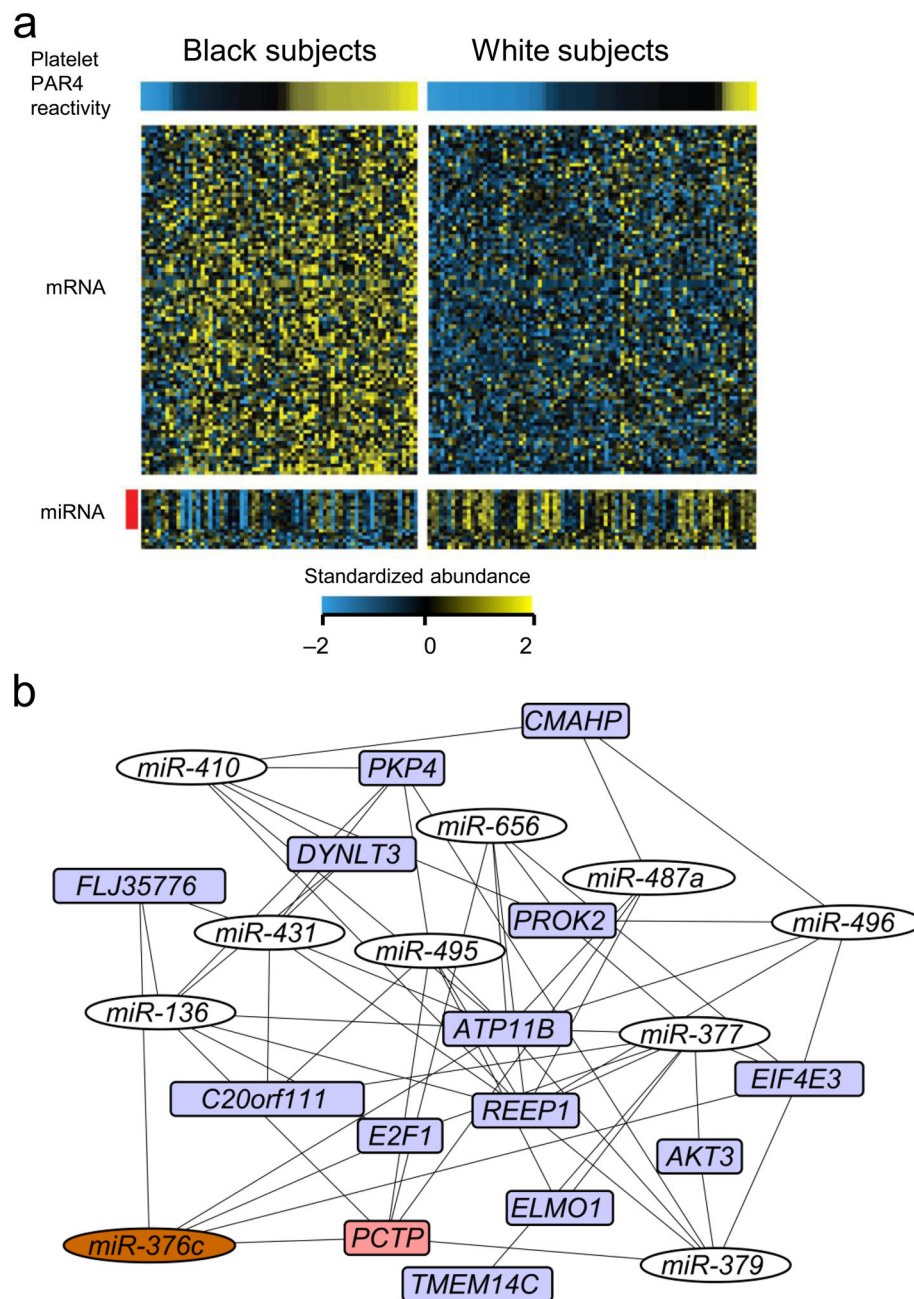 a
Black subjects
White subjects
Platelet
PAR4
reactivity
mRNA
miRNA
Standardized abundance
–2
0
2
b
CMAHP
miR-410
PKP4
miR-656
DYNLT3
miR-487a
FLJ35776
PROK2
miR-496
miR-431
miR-495
miR-136
ATP11B
miR-377
EIF4E3
C20orf111
REEP1
E2F1
AKT3
ELMO1
miR-376c
PCTP
miR-379
TMEM14C